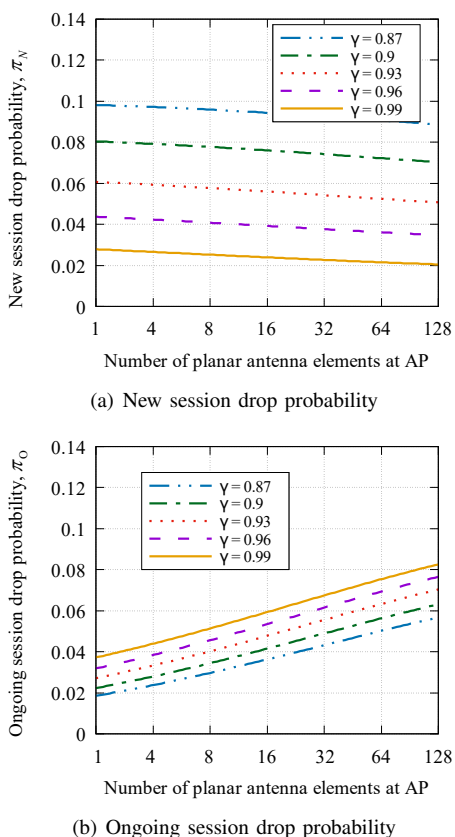 New session drop probability, π_N
0.14
0.12
0.1
0.08
0.06
0.04
0.02
0
γ = 0.87
γ = 0.9
γ = 0.93
γ = 0.96
γ = 0.99
1 4 8 16 32 64 128
Number of planar antenna elements at AP
(a) New session drop probability
Ongoing session drop probability, π_O
0.14
0.12
0.1
0.08
0.06
0.04
0.02
0
γ = 0.87
γ = 0.9
γ = 0.93
γ = 0.96
γ = 0.99
1 4 8 16 32 64 128
Number of planar antenna elements at AP
(b) Ongoing session drop probability